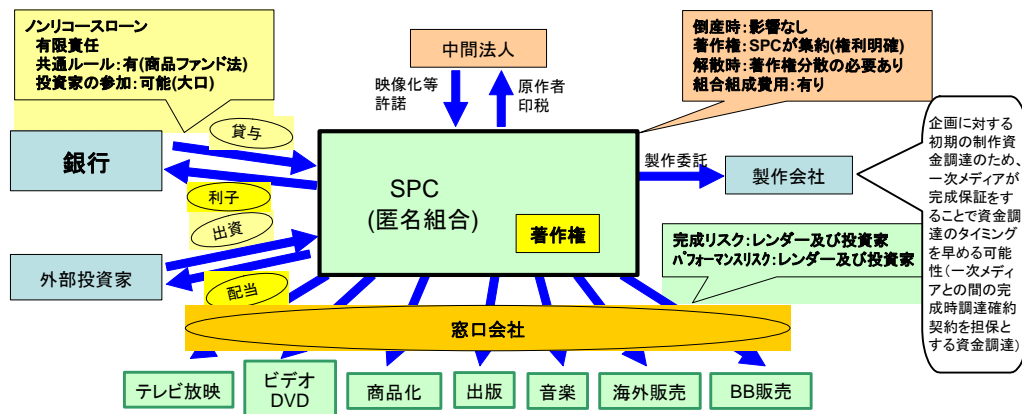 ノンリコースローン
有限責任
共通ルール：有(商品ファンド法)
投資家の参加：可能(大口)
中間法人
倒産時：影響なし
著作権：SPCが集約(権利明確)
解散時：著作権分散の必要あり
組合組成費用：有り
映像化等
許諾
原作者
印税
貸与
銀行
利子
出資
外部投資家
配当
SPC
(匿名組合)
著作権
製作委託
製作会社
企画に対する
初期の制作資
金調達のため、
一次メディアが
完成保証をす
ることで資金調
達のタイミング
を早める可能
性(一次メディ
アとの間の完
成時調達確約
契約を担保と
する資金調達)
完成リスク：レンダー及び投資家
パフォーマンスリスク：レンダー及び投資家
窓口会社
テレビ放映
ビデオ
DVD
商品化
出版
音楽
海外販売
BB販売